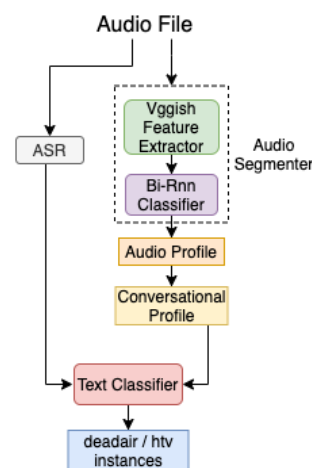 Audio File
Vggish
Feature
Extractor
Audio
Segmenter
ASR
Bi-Rnn
Classifier
Audio Profile
Conversational
Profile
Text Classifier
deadair / htv
instances